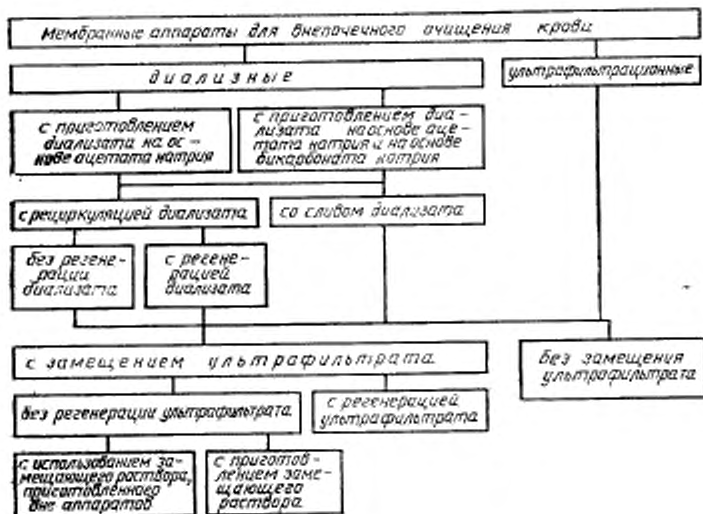 Мембранные аппараты для внепочечного очищения крови
диализные
ультрафильтрационные
с приготовлением
диализата на ос-
нове ацетата натрия
с приготовлением диа-
лизата на основе аце-
тата натрия и на основе
бикарбоната натрия
с рециркуляцией диализата
со сливом диализата
без регене-
рации
диализата
с регене-
рацией
диализата
с замещением ультрафильтрата
без замещения
ультрафильтрата
без регенерации ультрафильтрата
с регенерацией
ультрафильтрата
с использованием за-
мещающего раствора,
приготовленного
вне аппаратов
с приготов-
лением заме-
щающего
раствора